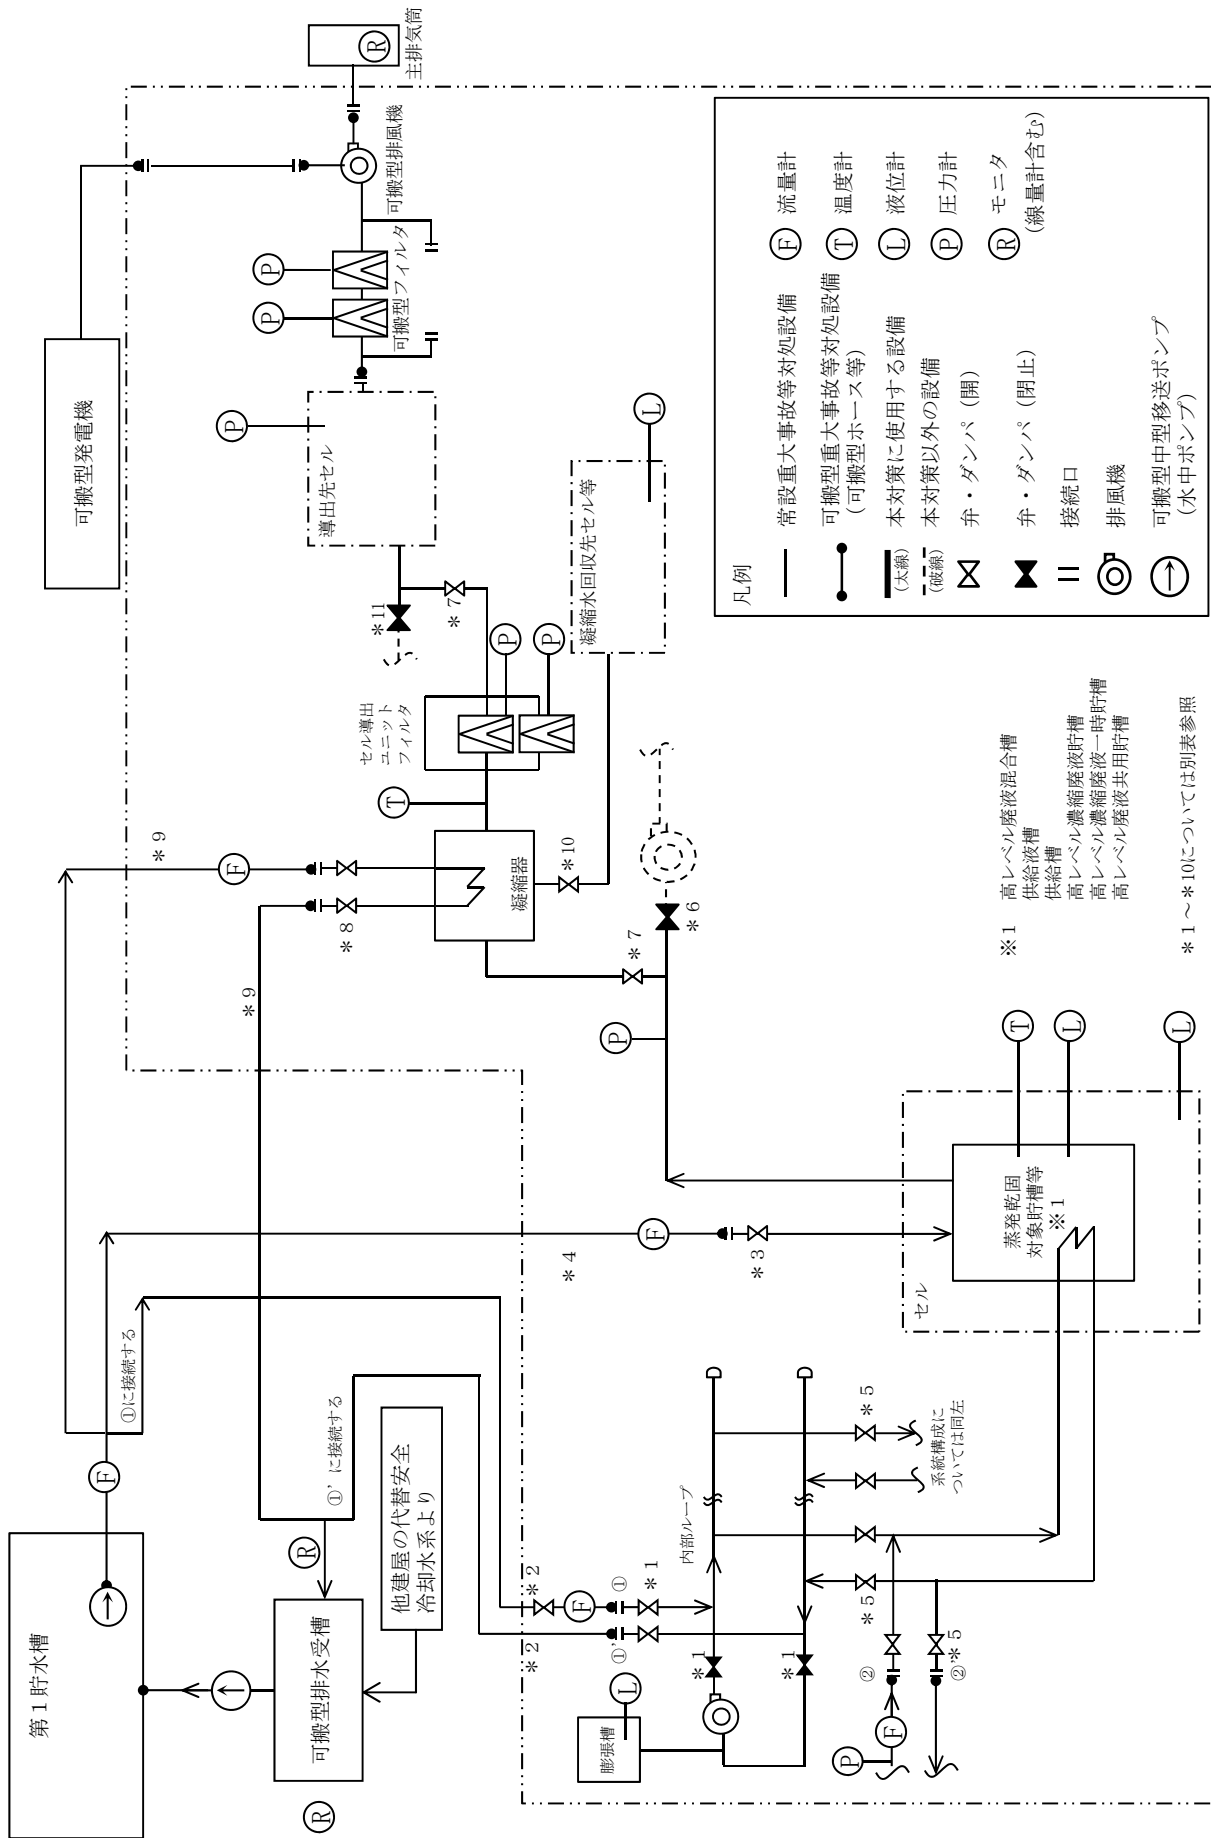 第１貯水槽
可搬型排水受槽
他建屋の代替安全
冷却水系より
①に接続する
①’に接続する
可搬型発電機
主排気筒
可搬型排風機
可搬型フィルタ
導出先セル
凝縮水回収先セル等
セル導出
ユニット
フィルタ
凝縮器
内部ループ
膨張槽
系統構成に
ついては同左
セル
蒸発乾固
対象貯槽等
※１
＊９
＊９
＊８
＊10
＊11
＊７
＊７
＊６
＊４
＊３
＊２
＊２
＊１
＊１
＊１
＊５
＊５
＊５
①
①’
②
②’
F
F
F
F
F
R
R
R
P
P
P
P
P
P
P
T
T
L
L
L
L
※１　高レベル廃液混合槽
供給液槽
供給槽
高レベル濃縮廃液貯槽
高レベル濃縮廃液一時貯槽
高レベル廃液共用貯槽
＊１～＊10については別表参照
凡例
常設重大事故等対処設備
可搬型重大事故等対処設備
（可搬型ホース等）
（太線）
本対策に使用する設備
（破線）
本対策以外の設備
弁・ダンパ（開）
弁・ダンパ（閉止）
接続口
排風機
可搬型中型移送ポンプ
（水中ポンプ）
F 流量計
T 温度計
L 液位計
P 圧力計
R モニタ
（線量計含む）